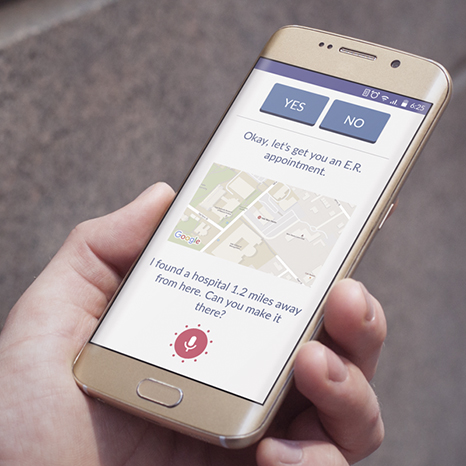 6:25
YES
NO
Okay, let's get you an E.R.
appointment.
Google
I found a hospital 1.2 miles away
from here. Can you make it
there?